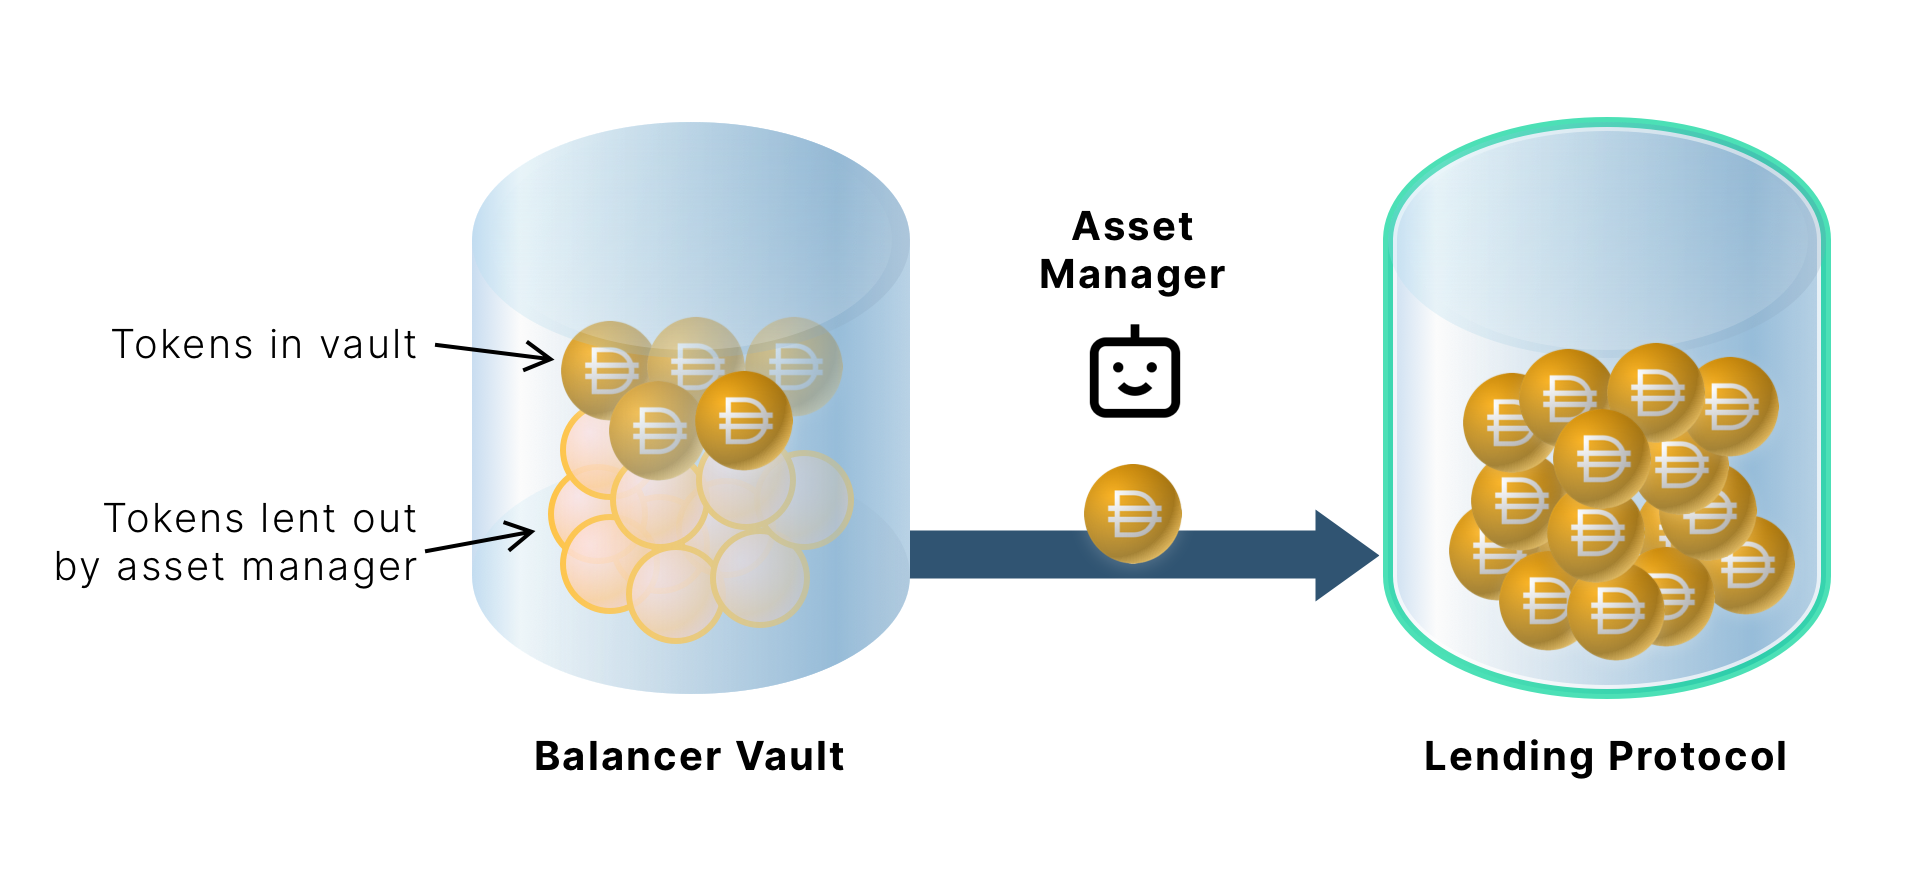 Asset
Manager
Tokens in vault
Tokens lent out
by asset manager
Balancer Vault
Lending Protocol